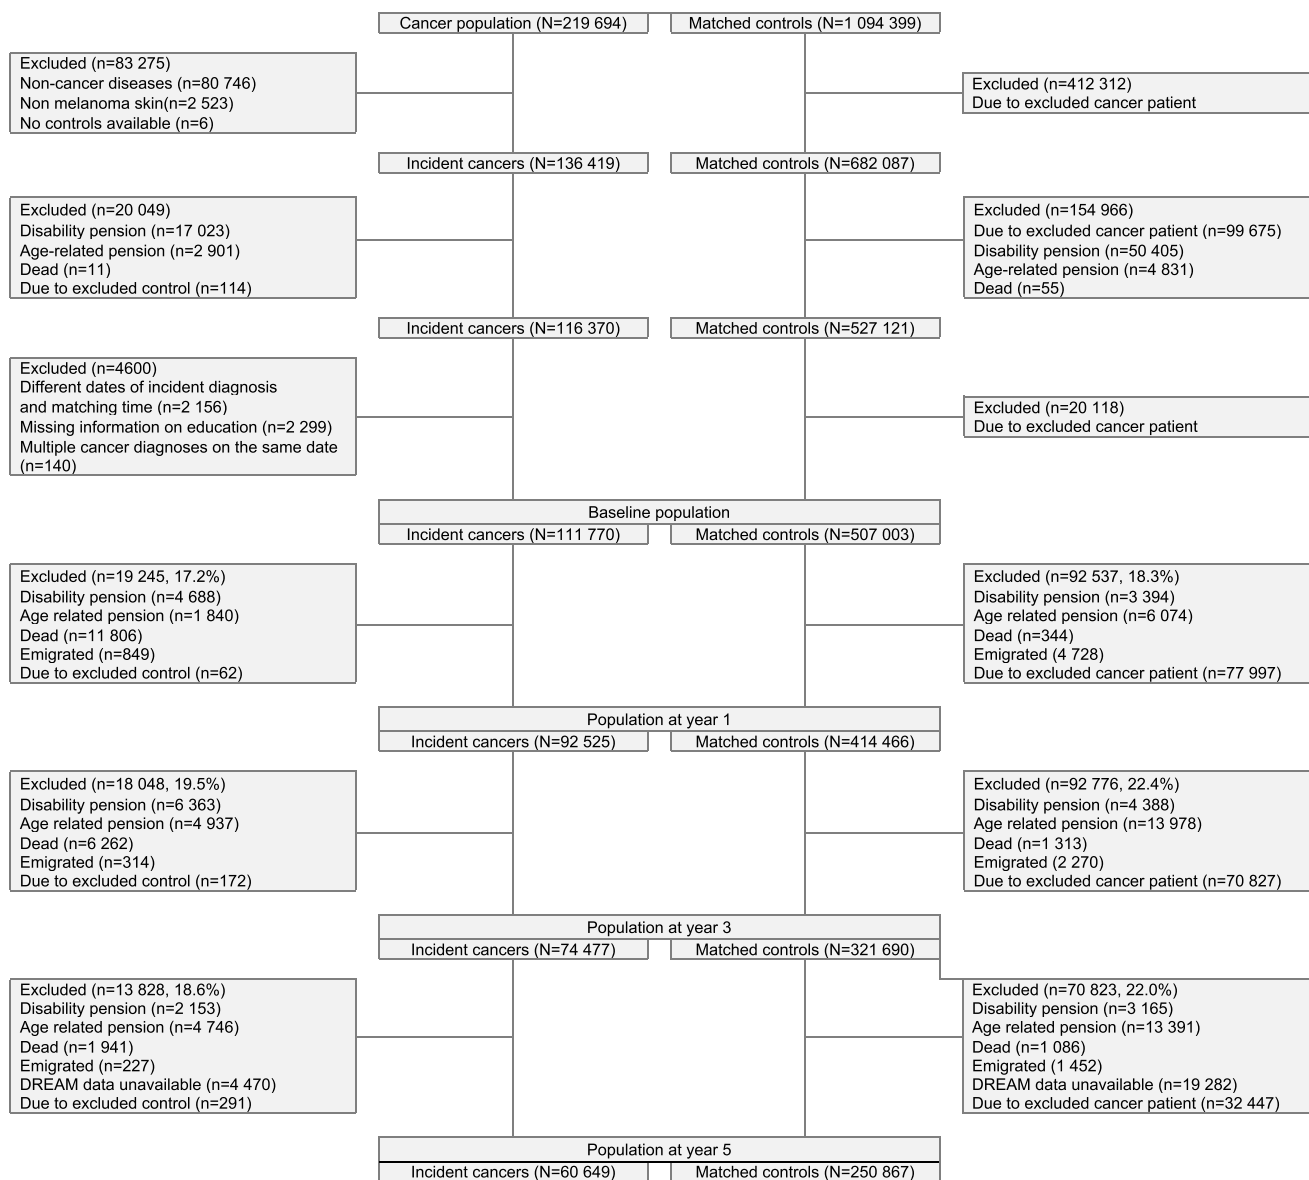 Cancer population (N=219 694)
Matched controls (N=1 094 399)
Excluded (n=83 275)
Non-cancer diseases (n=80 746)
Non melanoma skin(n=2 523)
No controls available (n=6)
Excluded (n=412 312)
Due to excluded cancer patient
Incident cancers (N=136 419)
Matched controls (N=682 087)
Excluded (n=20 049)
Disability pension (n=17 023)
Age-related pension (n=2 901)
Dead (n=11)
Due to excluded control (n=114)
Excluded (n=154 966)
Due to excluded cancer patient (n=99 675)
Disability pension (n=50 405)
Age-related pension (n=4 831)
Dead (n=55)
Incident cancers (N=116 370)
Matched controls (N=527 121)
Excluded (n=4600)
Different dates of incident diagnosis
and matching time (n=2 156)
Missing information on education (n=2 299)
Multiple cancer diagnoses on the same date
(n=140)
Excluded (n=20 118)
Due to excluded cancer patient
Baseline population
Incident cancers (N=111 770)
Matched controls (N=507 003)
Excluded (n=19 245, 17.2%)
Disability pension (n=4 688)
Age related pension (n=1 840)
Dead (n=11 806)
Emigrated (n=849)
Due to excluded control (n=62)
Excluded (n=92 537, 18.3%)
Disability pension (n=3 394)
Age related pension (n=6 074)
Dead (n=344)
Emigrated (4 728)
Due to excluded cancer patient (n=77 997)
Population at year 1
Incident cancers (N=92 525)
Matched controls (N=414 466)
Excluded (n=18 048, 19.5%)
Disability pension (n=6 363)
Age related pension (n=4 937)
Dead (n=6 262)
Emigrated (n=314)
Due to excluded control (n=172)
Excluded (n=92 776, 22.4%)
Disability pension (n=4 388)
Age related pension (n=13 978)
Dead (n=1 313)
Emigrated (2 270)
Due to excluded cancer patient (n=70 827)
Population at year 3
Incident cancers (N=74 477)
Matched controls (N=321 690)
Excluded (n=13 828, 18.6%)
Disability pension (n=2 153)
Age related pension (n=4 746)
Dead (n=1 941)
Emigrated (n=227)
DREAM data unavailable (n=4 470)
Due to excluded control (n=291)
Excluded (n=70 823, 22.0%)
Disability pension (n=3 165)
Age related pension (n=13 391)
Dead (n=1 086)
Emigrated (1 452)
DREAM data unavailable (n=19 282)
Due to excluded cancer patient (n=32 447)
Population at year 5
Incident cancers (N=60 649)
Matched controls (N=250 867)